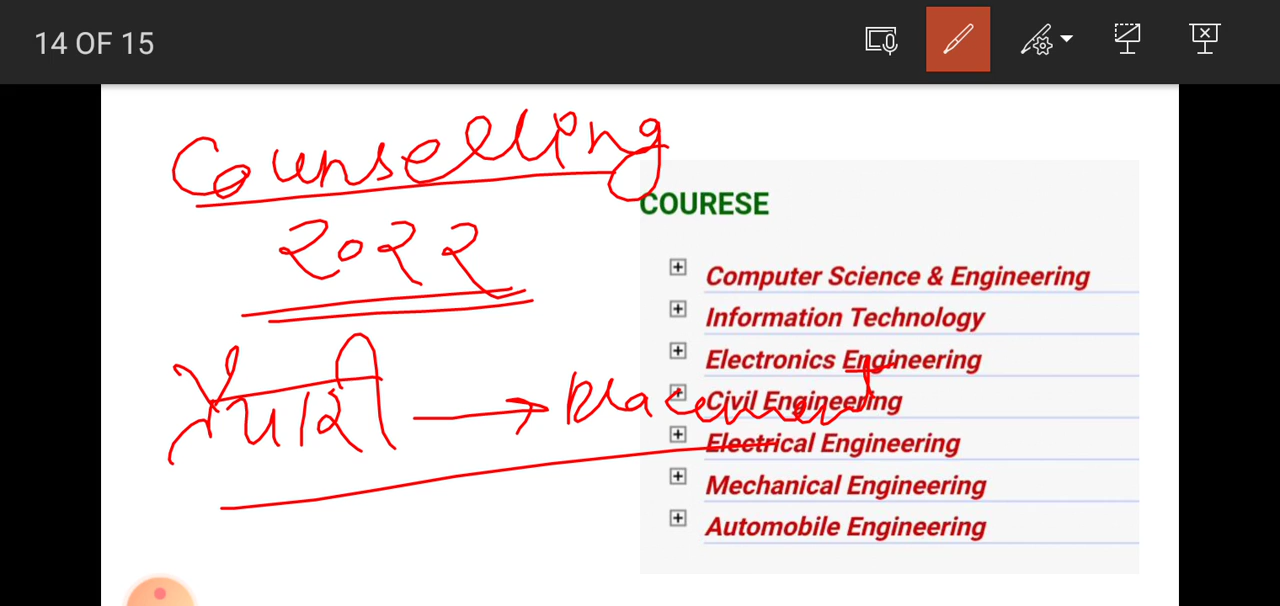 14 OF 15
Counselling
२०२२
→ placement
COURESE
Computer Science & Engineering
Information Technology
Electronics Engineering
Civil Engineering
Electrical Engineering
Mechanical Engineering
Automobile Engineering